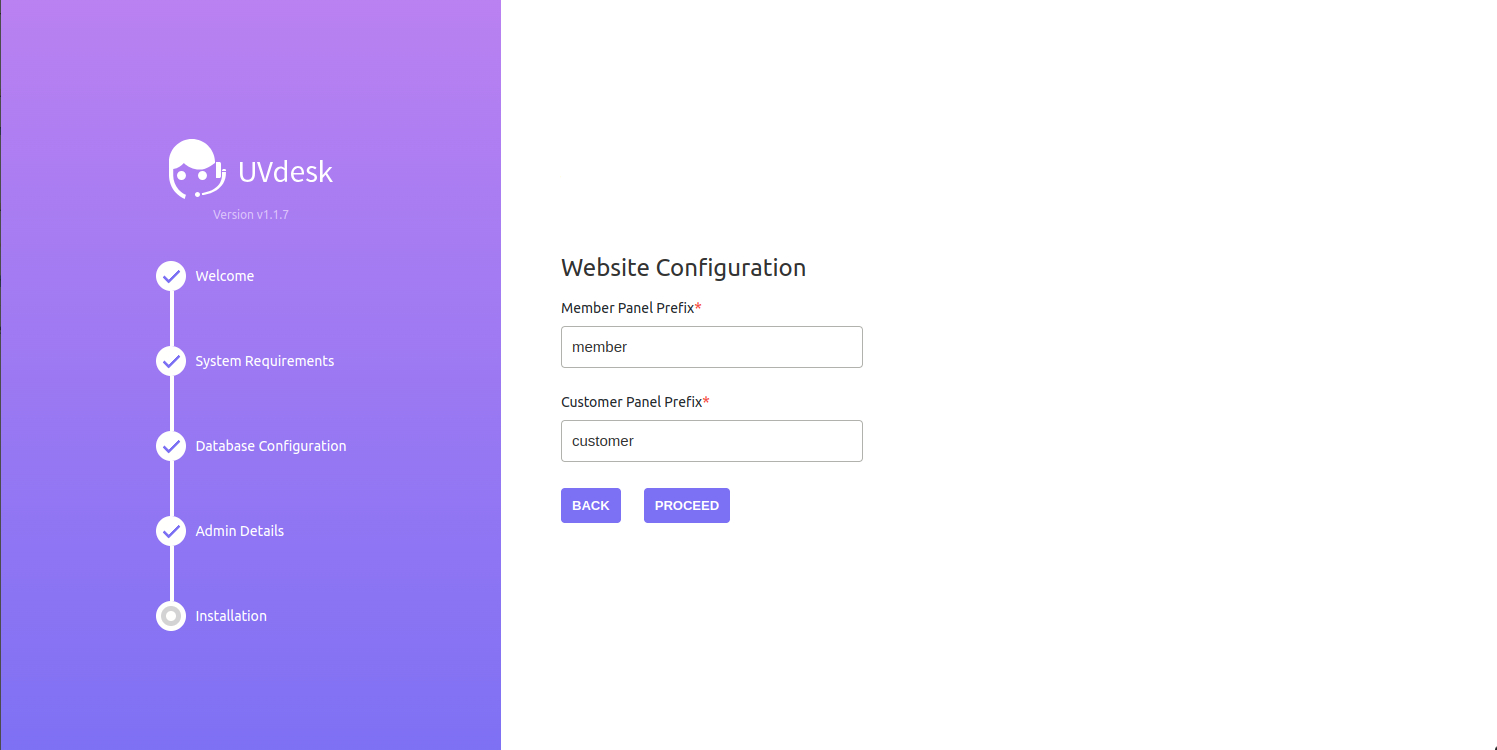 UVdesk
Version v1.1.7
Welcome
System Requirements
Database Configuration
Admin Details
Installation
Website Configuration
Member Panel Prefix*
member
Customer Panel Prefix*
customer
BACK PROCEED